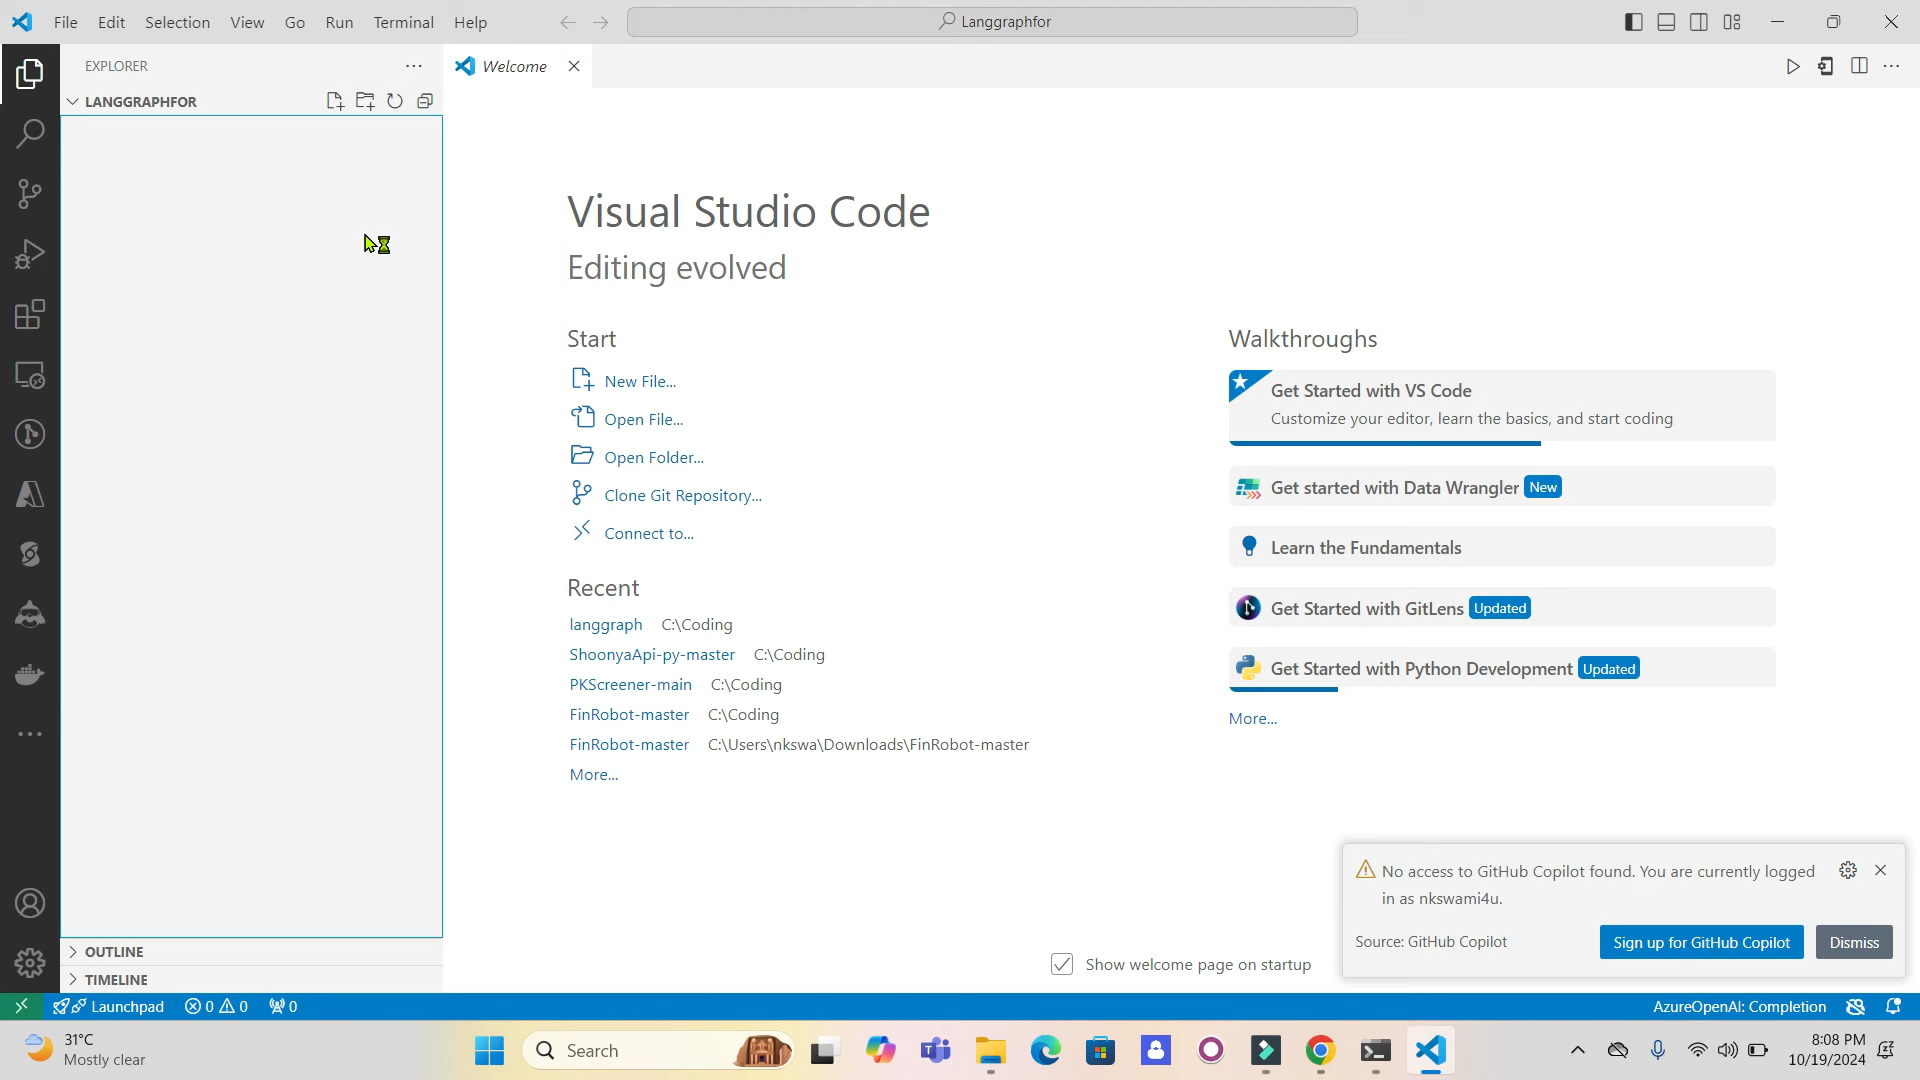 File Edit Selection View Go Run Terminal Help
Langgraphfor
EXPLORER
Welcome
LANGGRAPHFOR
Visual Studio Code
Editing evolved
Start
New File...
Open File...
Open Folder...
Clone Git Repository...
Connect to...
Recent
langgraph C:\Coding
ShoonyaApi-py-master C:\Coding
PKScreener-main C:\Coding
FinRobot-master C:\Coding
FinRobot-master C:\Users\nkswa\Downloads\FinRobot-master
More...
Walkthroughs
Get Started with VS Code
Customize your editor, learn the basics, and start coding
Get started with Data Wrangler New
Learn the Fundamentals
Get Started with GitLens Updated
Get Started with Python Development Updated
More...
No access to GitHub Copilot found. You are currently logged
in as nkswami4u.
Source: GitHub Copilot
Sign up for GitHub Copilot
Dismiss
Show welcome page on startup
OUTLINE
TIMELINE
Launchpad 0 0 0
AzureOpenAI: Completion
31°C
Mostly clear
Search
8:08 PM
10/19/2024